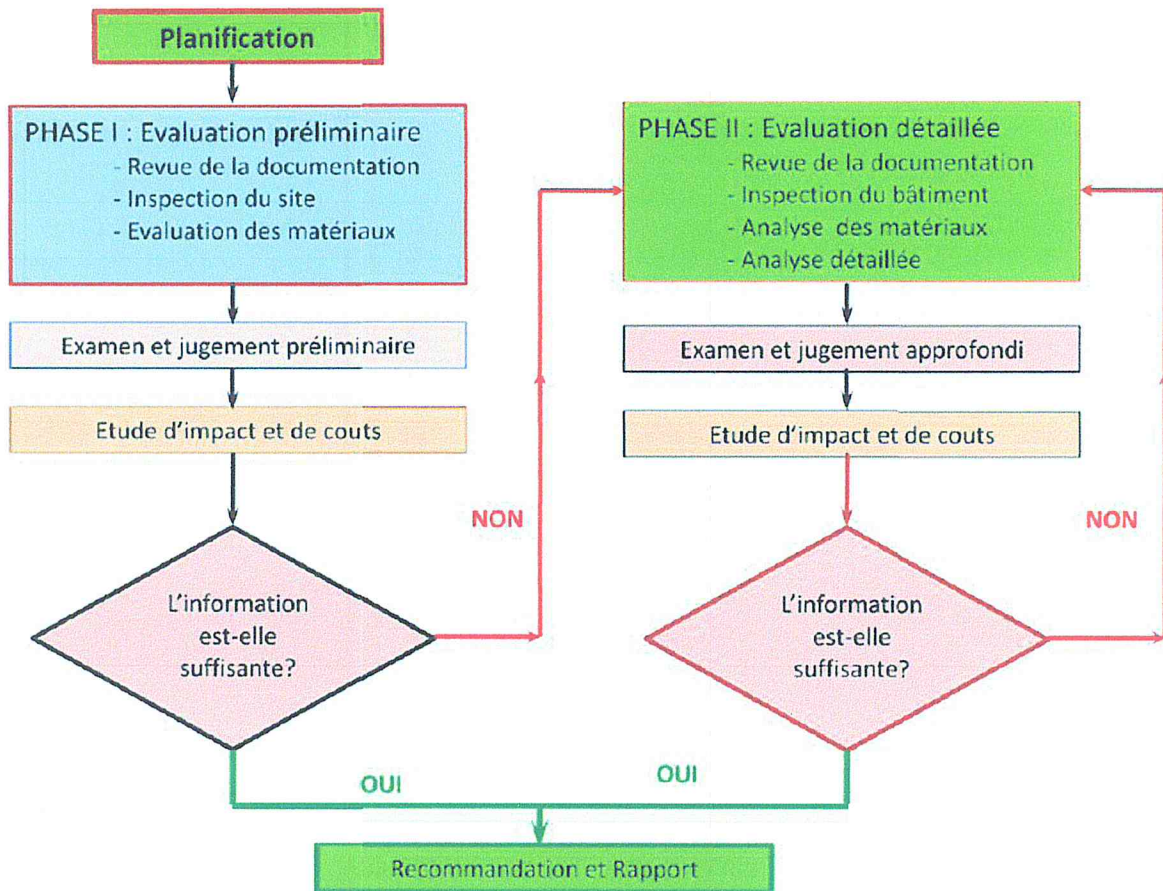 Planification
PHASE I : Evaluation préliminaire
- Revue de la documentation
- Inspection du site
- Evaluation des matériaux
Examen et jugement préliminaire
Etude d'impact et de couts
NON
L'information
est-elle
suffisante?
OUI
PHASE II : Evaluation détaillée
- Revue de la documentation
- Inspection du bâtiment
- Analyse des matériaux
- Analyse détaillée
Examen et jugement approfondi
Etude d'impact et de couts
NON
L'information
est-elle
suffisante?
OUI
Recommandation et Rapport